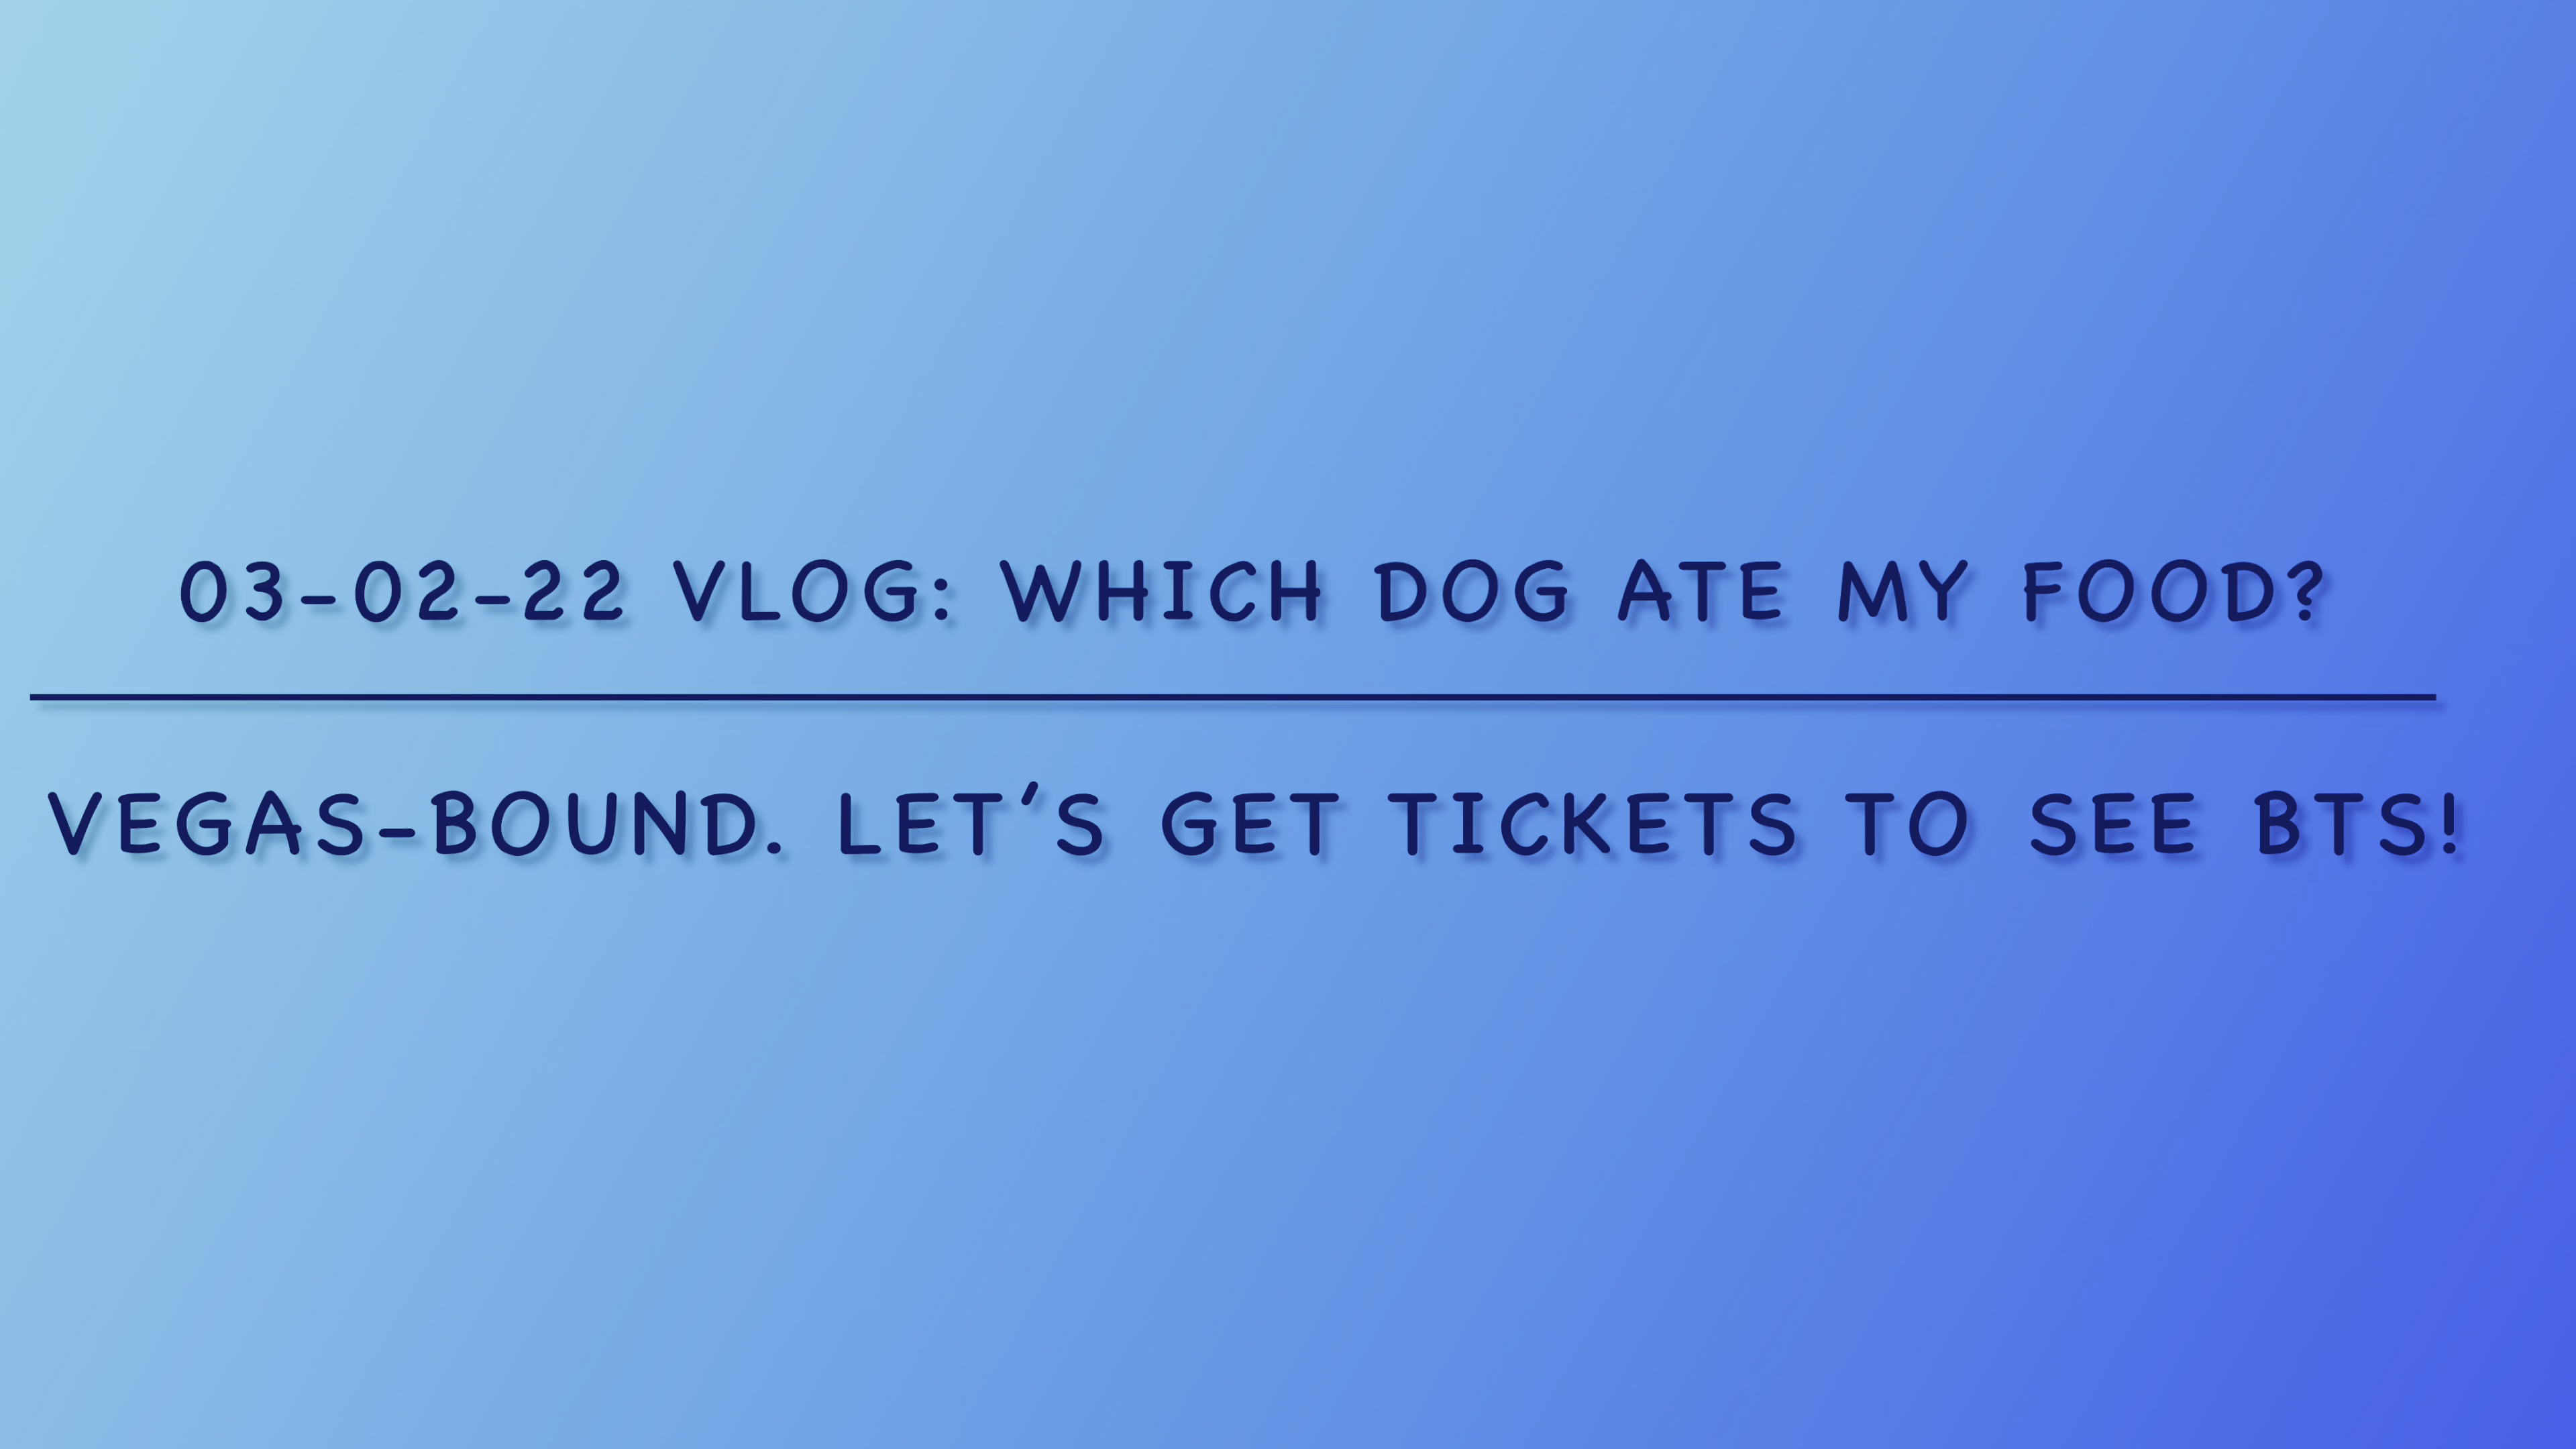 03-02-22 VLOG: WHICH DOG ATE MY FOOD?
VEGAS-BOUND. LET'S GET TICKETS TO SEE BTS!